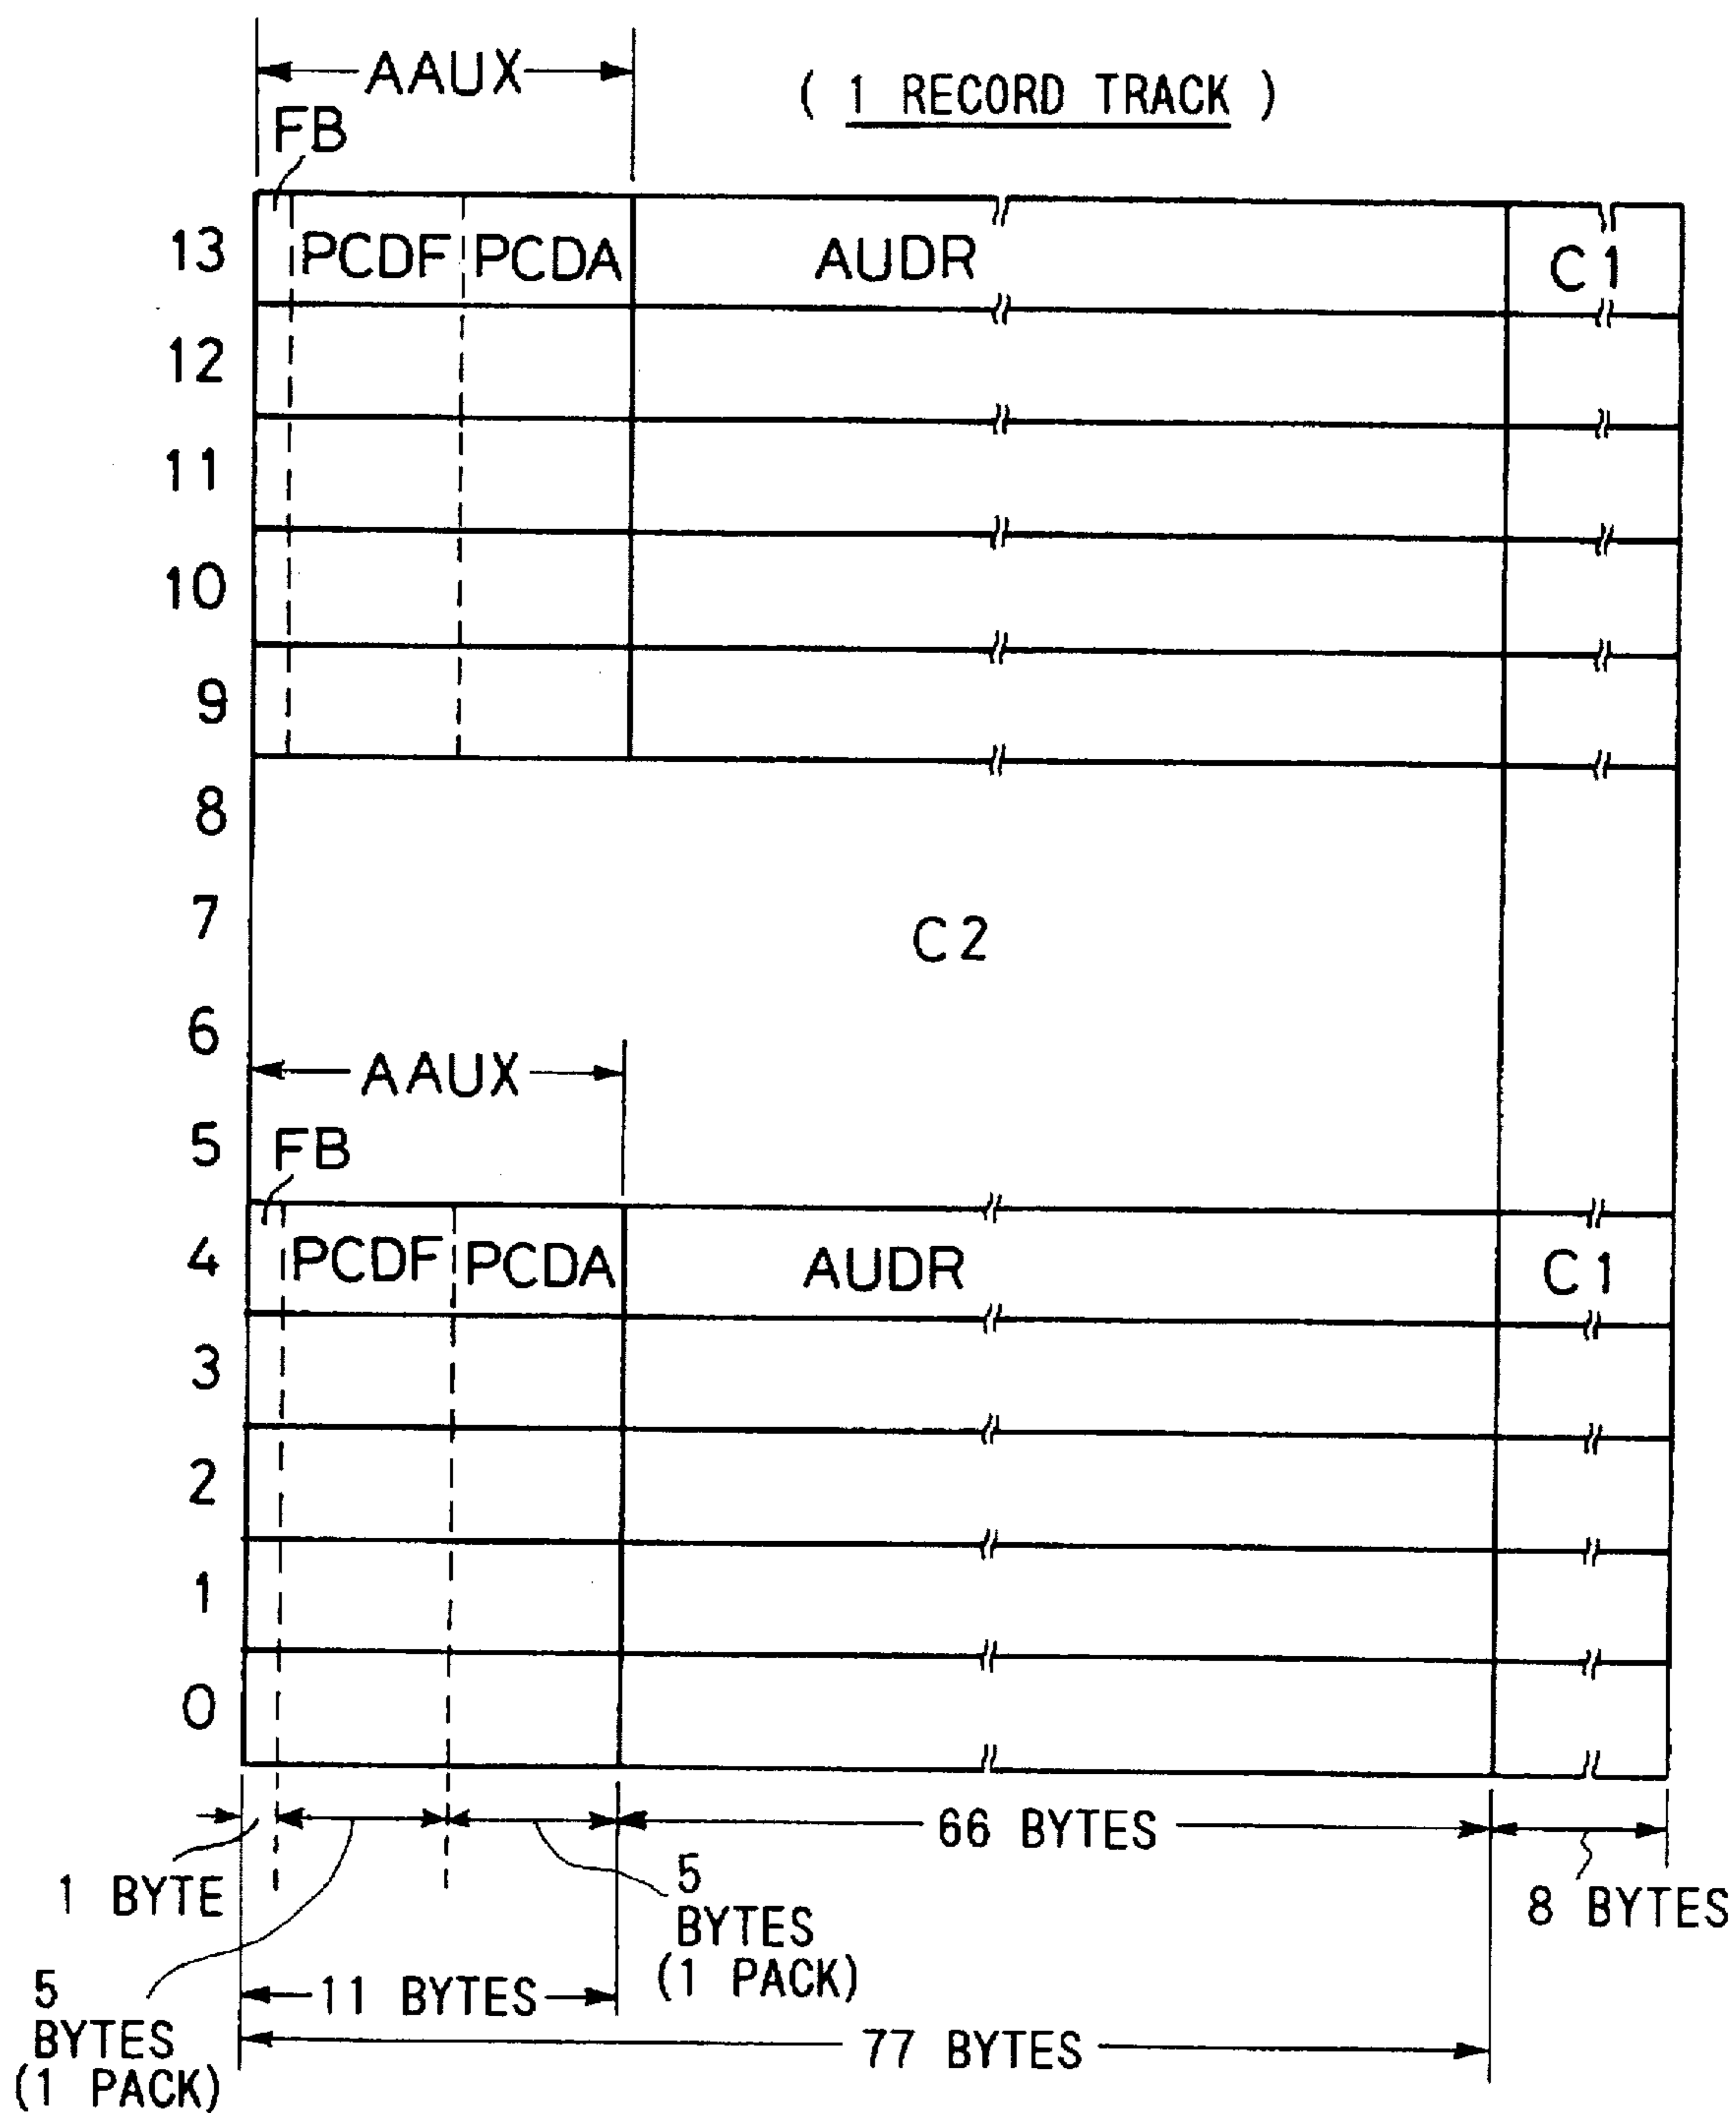 AAUX
( 1 RECORD TRACK )
FB
13 PCDF PCDA AUDR C1
12
11
10
9
8
7 C2
6
AAUX
5 FB
4 PCDF PCDA AUDR C1
3
2
1
0
66 BYTES
1 BYTE
5
BYTES
(1 PACK)
8 BYTES
5
BYTES
(1 PACK)
11 BYTES
77 BYTES